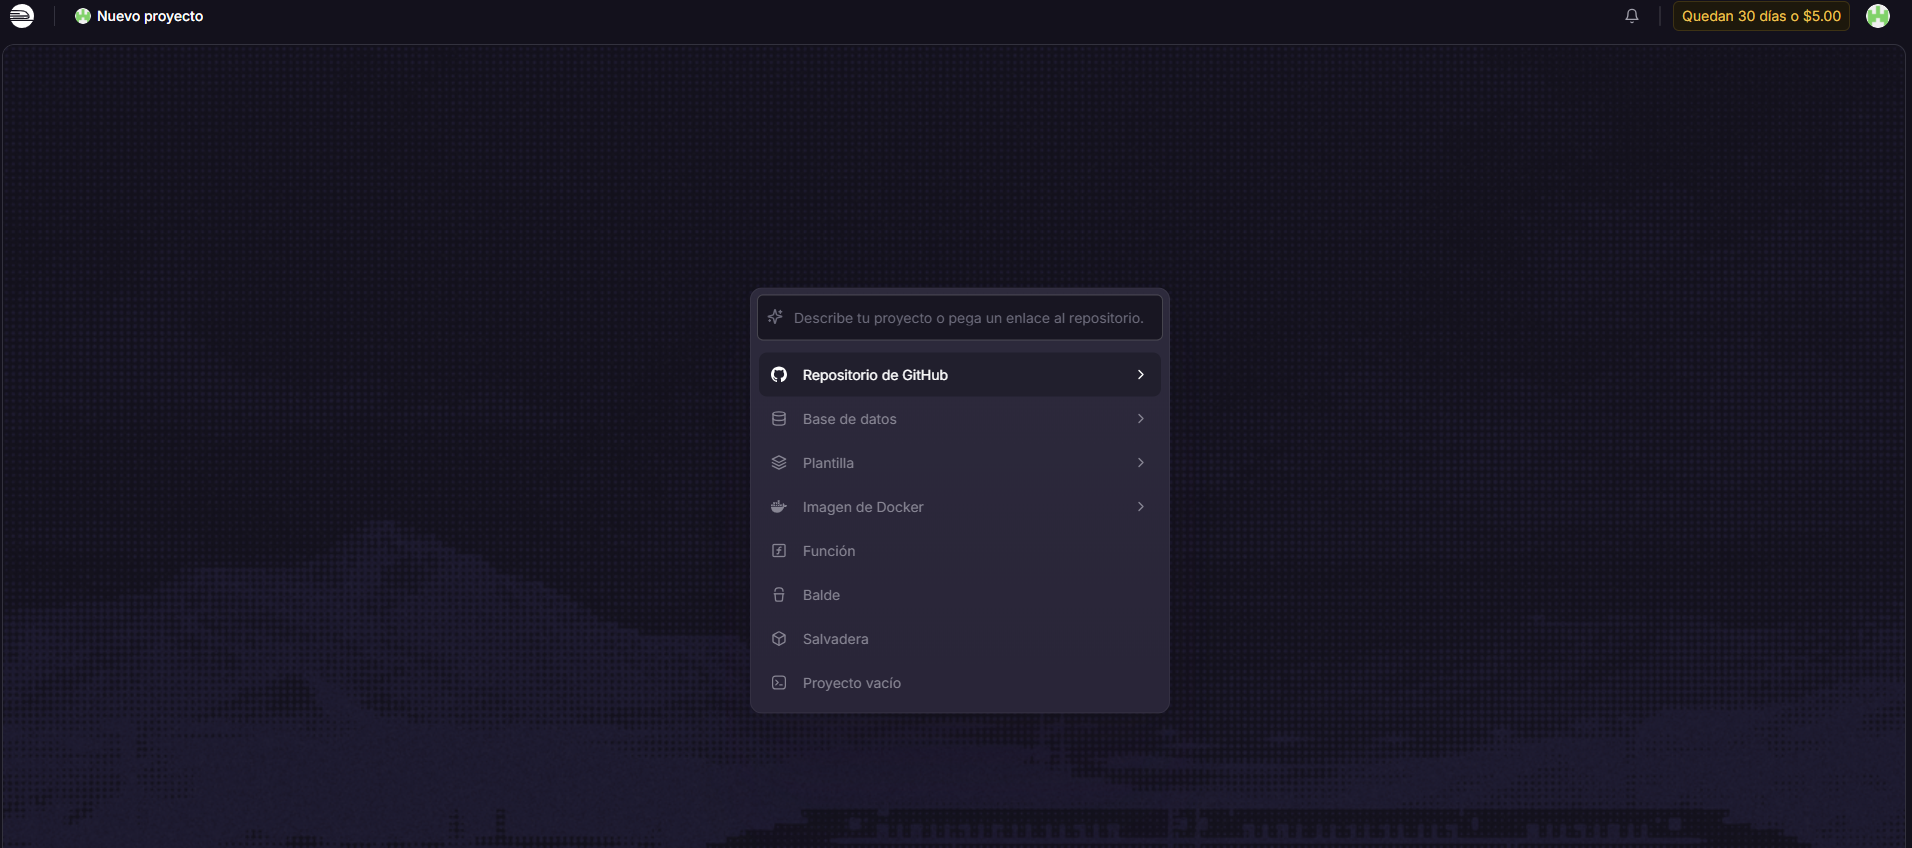 Nuevo proyecto
Quedan 30 días o $5.00
Describe tu proyecto o pega un enlace al repositorio.
Repositorio de GitHub
Base de datos
Plantilla
Imagen de Docker
Función
Balde
Salvadera
Proyecto vacío